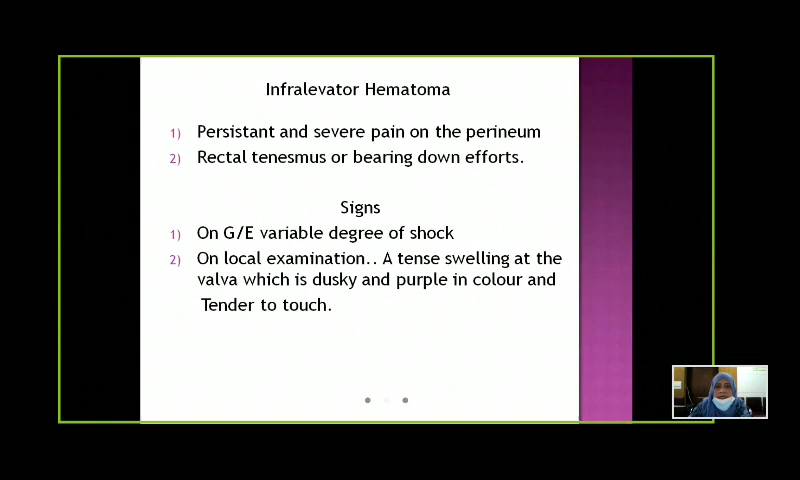 Infralevator Hematoma
1) Persistant and severe pain on the perineum
2) Rectal tenesmus or bearing down efforts.
Signs
1) On G/E variable degree of shock
2) On local examination.. A tense swelling at the
valva which is dusky and purple in colour and
Tender to touch.